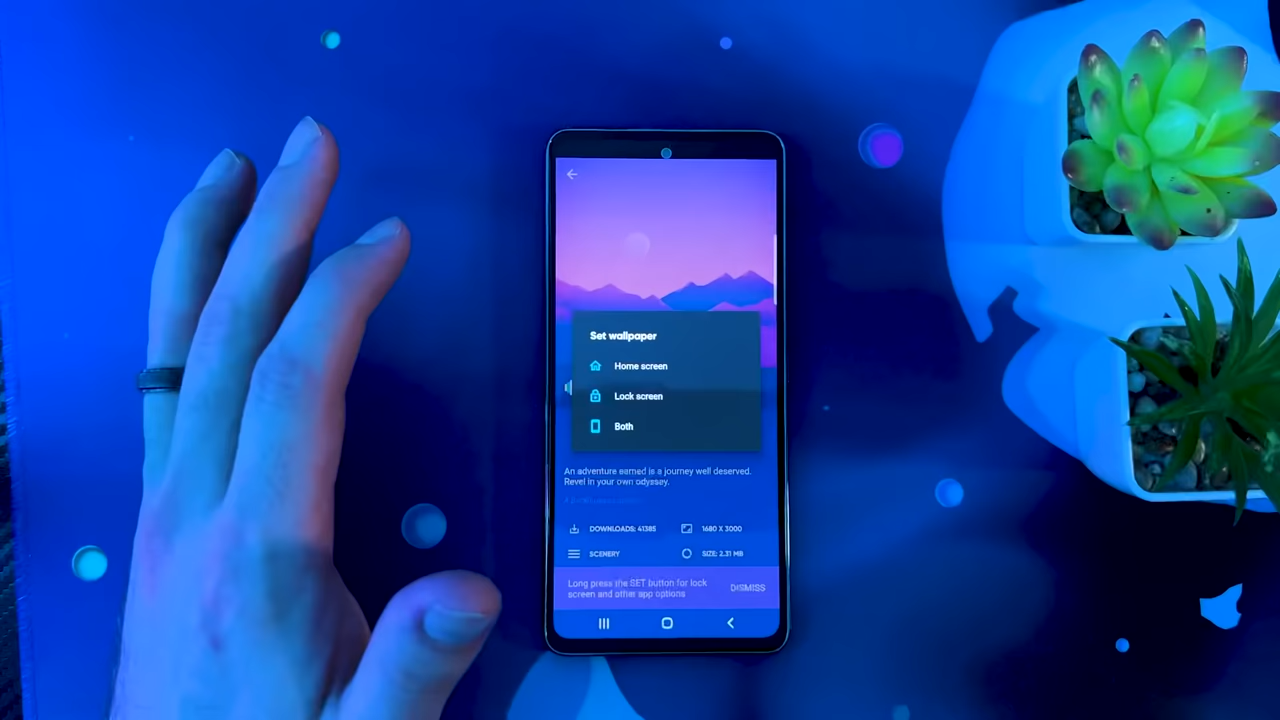 Set wallpaper
Home screen
Lock screen
Both
An adventure earned is a journey well deserved.
Revel in your own odyssey.
DOWNLOADS: 41385
1680 X 3000
SCENERY
SIZE: 2.31 MB
Long press the SET button for lock
screen and other app options
DISMISS